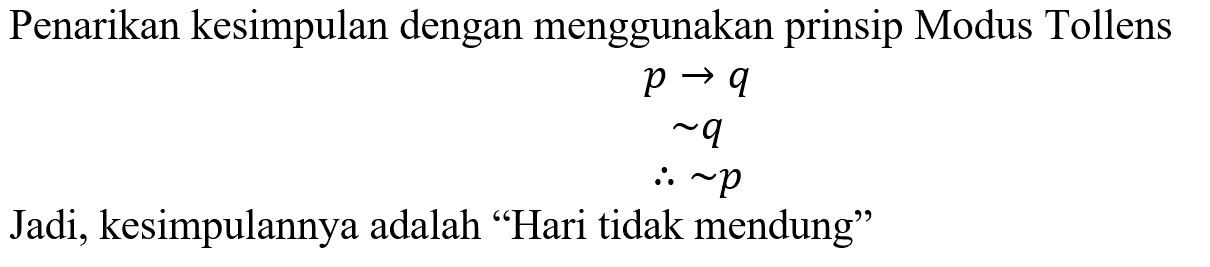 Penarikan kesimpulan dengan menggunakan prinsip Modus Tollens
𝑝 → 𝑞
~𝑞
∴ ~𝑝
Jadi, kesimpulannya adalah “Hari tidak mendung”